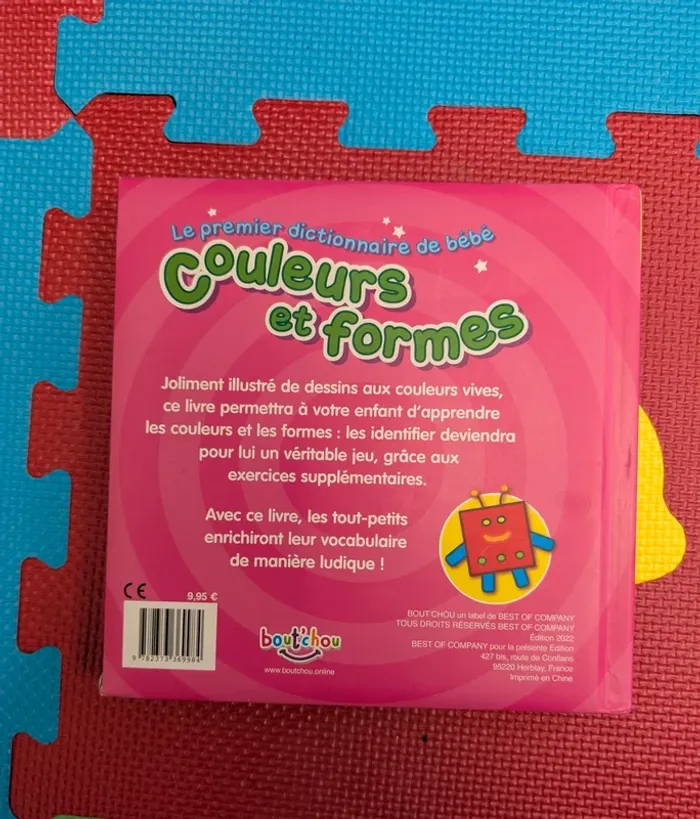 Le premier dictionnaire de bébé
Couleurs
et formes
Joliment illustré de dessins aux couleurs vives,
ce livre permettra à votre enfant d'apprendre
les couleurs et les formes : les identifier deviendra
pour lui un véritable jeu, grâce aux
exercices supplémentaires.
Avec ce livre, les tout-petits
enrichiront leur vocabulaire
de manière ludique !
CE
9,95 €
9 782373 369984
bout'chou
www.boutchou.online
BOUT'CHOU un label de BEST OF COMPANY
TOUS DROITS RÉSERVÉS BEST OF COMPANY
Édition 2022
BEST OF COMPANY pour la présente Édition
427 bis, route de Conflans
95220 Herblay, France
Imprimé en Chine